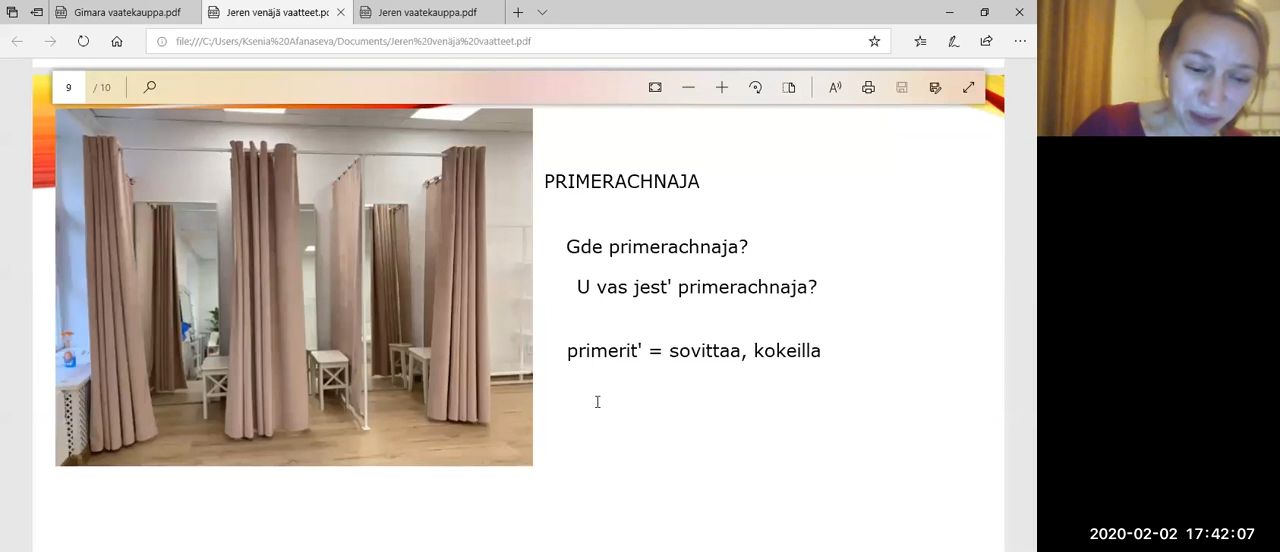 Gimara vaatekauppa.pdf
Jeren venäjä vaatteet.pc
Jeren vaatekauppa.pdf
file:///C:/Users/Ksenia%20Afanaseva/Documents/Jeren%20venäjä%20vaatteet.pdf
9 / 10
PRIMERACHNAJA
Gde primerachnaja?
U vas jest' primerachnaja?
primerit' = sovittaa, kokeilla
2020-02-02 17:42:07